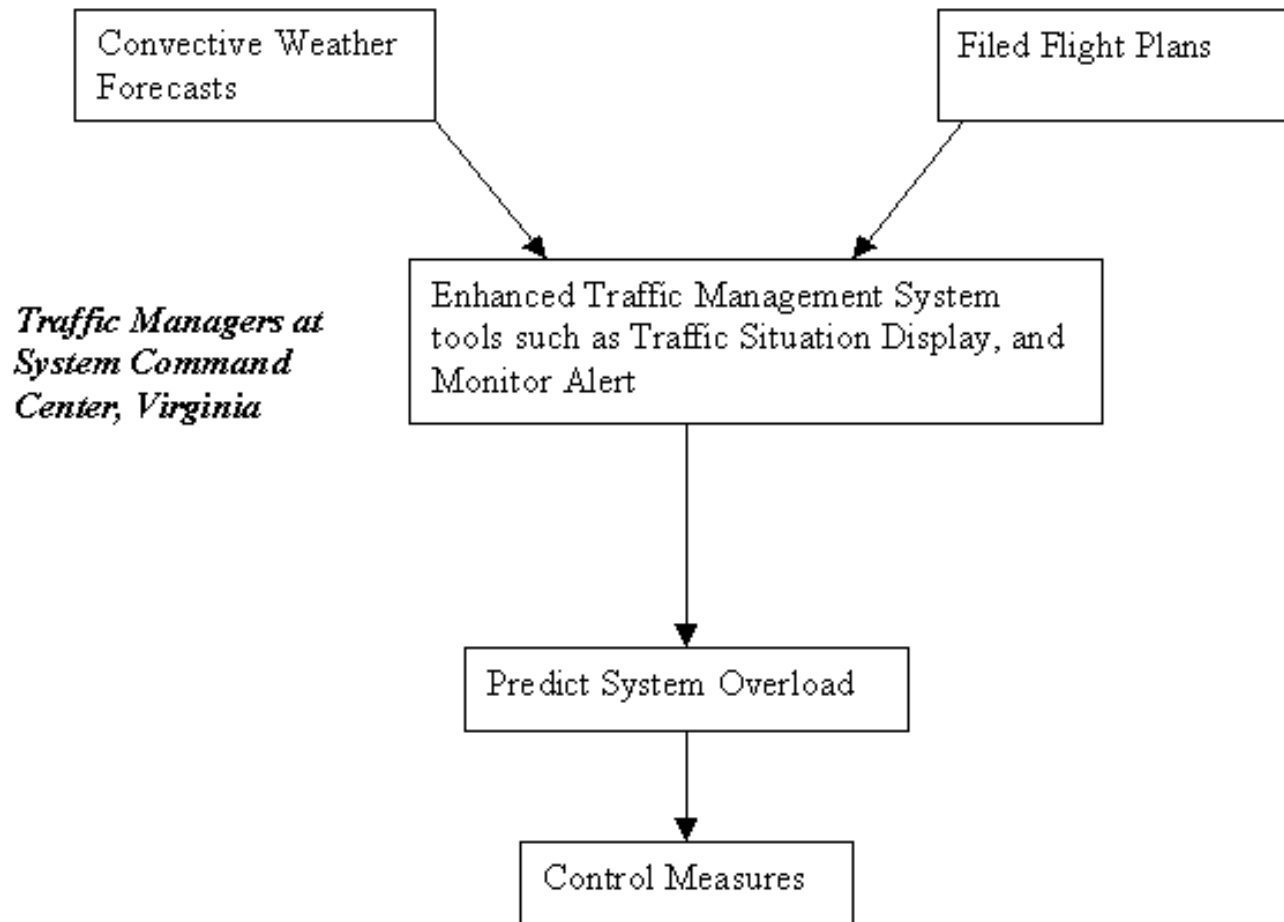 Convective Weather
Forecasts
Filed Flight Plans
Traffic Managers at
System Command
Center, Virginia
Enhanced Traffic Management System
tools such as Traffic Situation Display, and
Monitor Alert
Predict System Overload
Control Measures